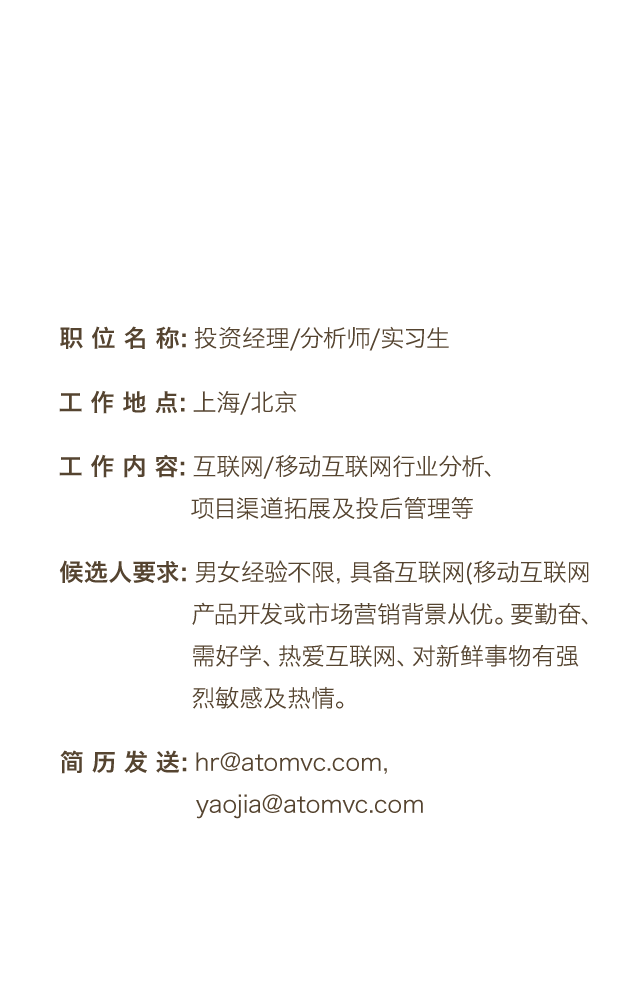 职 位 名 称: 投资经理/分析师/实习生
工 作 地 点: 上海/北京
工 作 内 容: 互联网/移动互联网行业分析、
项目渠道拓展及投后管理等
候选人要求: 男女经验不限, 具备互联网(移动互联网
产品开发或市场营销背景从优。要勤奋、
需好学、热爱互联网、对新鲜事物有强
烈敏感及热情。
简 历 发 送: hr@atomvc.com,
yaojia@atomvc.com